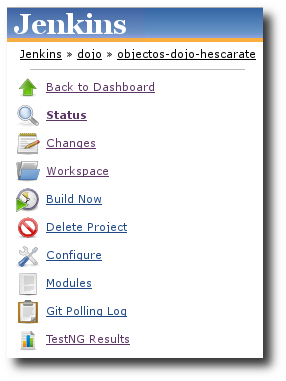 Jenkins
Jenkins » dojo » objectos-dojo-hescarate
Back to Dashboard
Status
Changes
Workspace
Build Now
Delete Project
Configure
Modules
Git Polling Log
TestNG Results